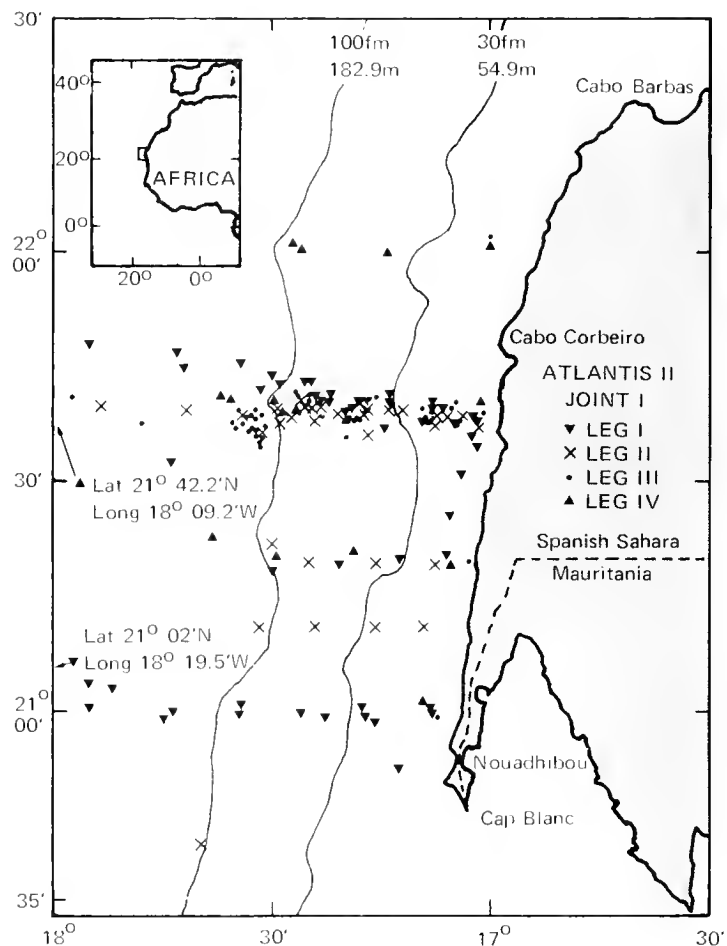 30'
100fm
182.9m
30fm
54.9m
Cabo Barbas
40°
20°
0°
AFRICA
20° 0°
22°
00'
Cabo Corbeiro
ATLANTIS II
JOINT I
▼ LEG I
× LEG II
• LEG III
▲ LEG IV
30'
Lat 21° 42.2'N
Long 18° 09.2'W
Spanish Sahara
Mauritania
Lat 21° 02'N
Long 18° 19.5'W
21°
00'
Nouadhibou
Cap Blanc
35'
18° 30' 17° 30'